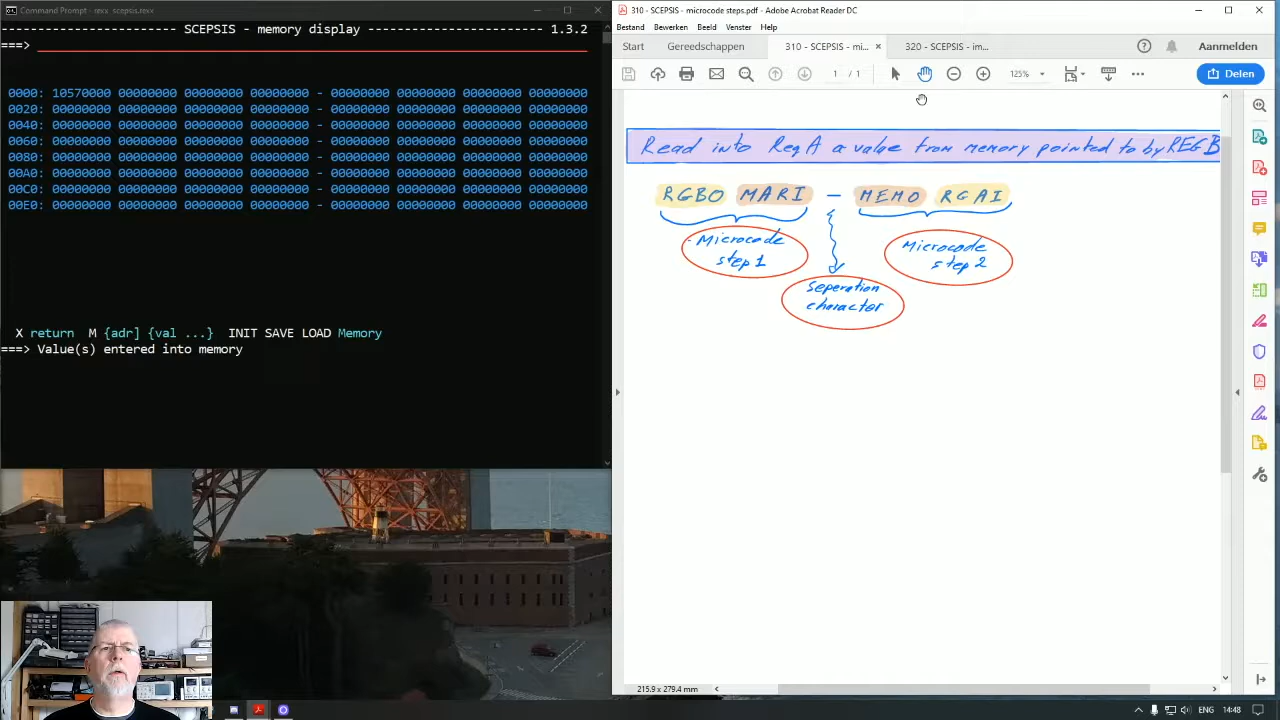 Command Prompt - rexx scepsis.rexx
----------------------- SCEPSIS - memory display ------------------------ 1.3.2
===>
0000: 10570000 00000000 00000000 00000000 - 00000000 00000000 00000000 00000000
0020: 00000000 00000000 00000000 00000000 - 00000000 00000000 00000000 00000000
0040: 00000000 00000000 00000000 00000000 - 00000000 00000000 00000000 00000000
0060: 00000000 00000000 00000000 00000000 - 00000000 00000000 00000000 00000000
0080: 00000000 00000000 00000000 00000000 - 00000000 00000000 00000000 00000000
00A0: 00000000 00000000 00000000 00000000 - 00000000 00000000 00000000 00000000
00C0: 00000000 00000000 00000000 00000000 - 00000000 00000000 00000000 00000000
00E0: 00000000 00000000 00000000 00000000 - 00000000 00000000 00000000 00000000
X return M {adr] {val ...} INIT SAVE LOAD Memory
===> Value(s) entered into memory
310 - SCEPSIS - microcode steps.pdf - Adobe Acrobat Reader DC
Bestand Bewerken Beeld Venster Help
Start Gereedschappen 310 - SCEPSIS - mi... × 320 - SCEPSIS - im... Aanmelden
1 / 1 125% Delen
Read into RegA a value from memory pointed to by REGB
RGBO MARI - MEMO RGAI
Microcode step 1
Microcode step 2
Seperation character
215.9 x 279.4 mm
ENG 14:48